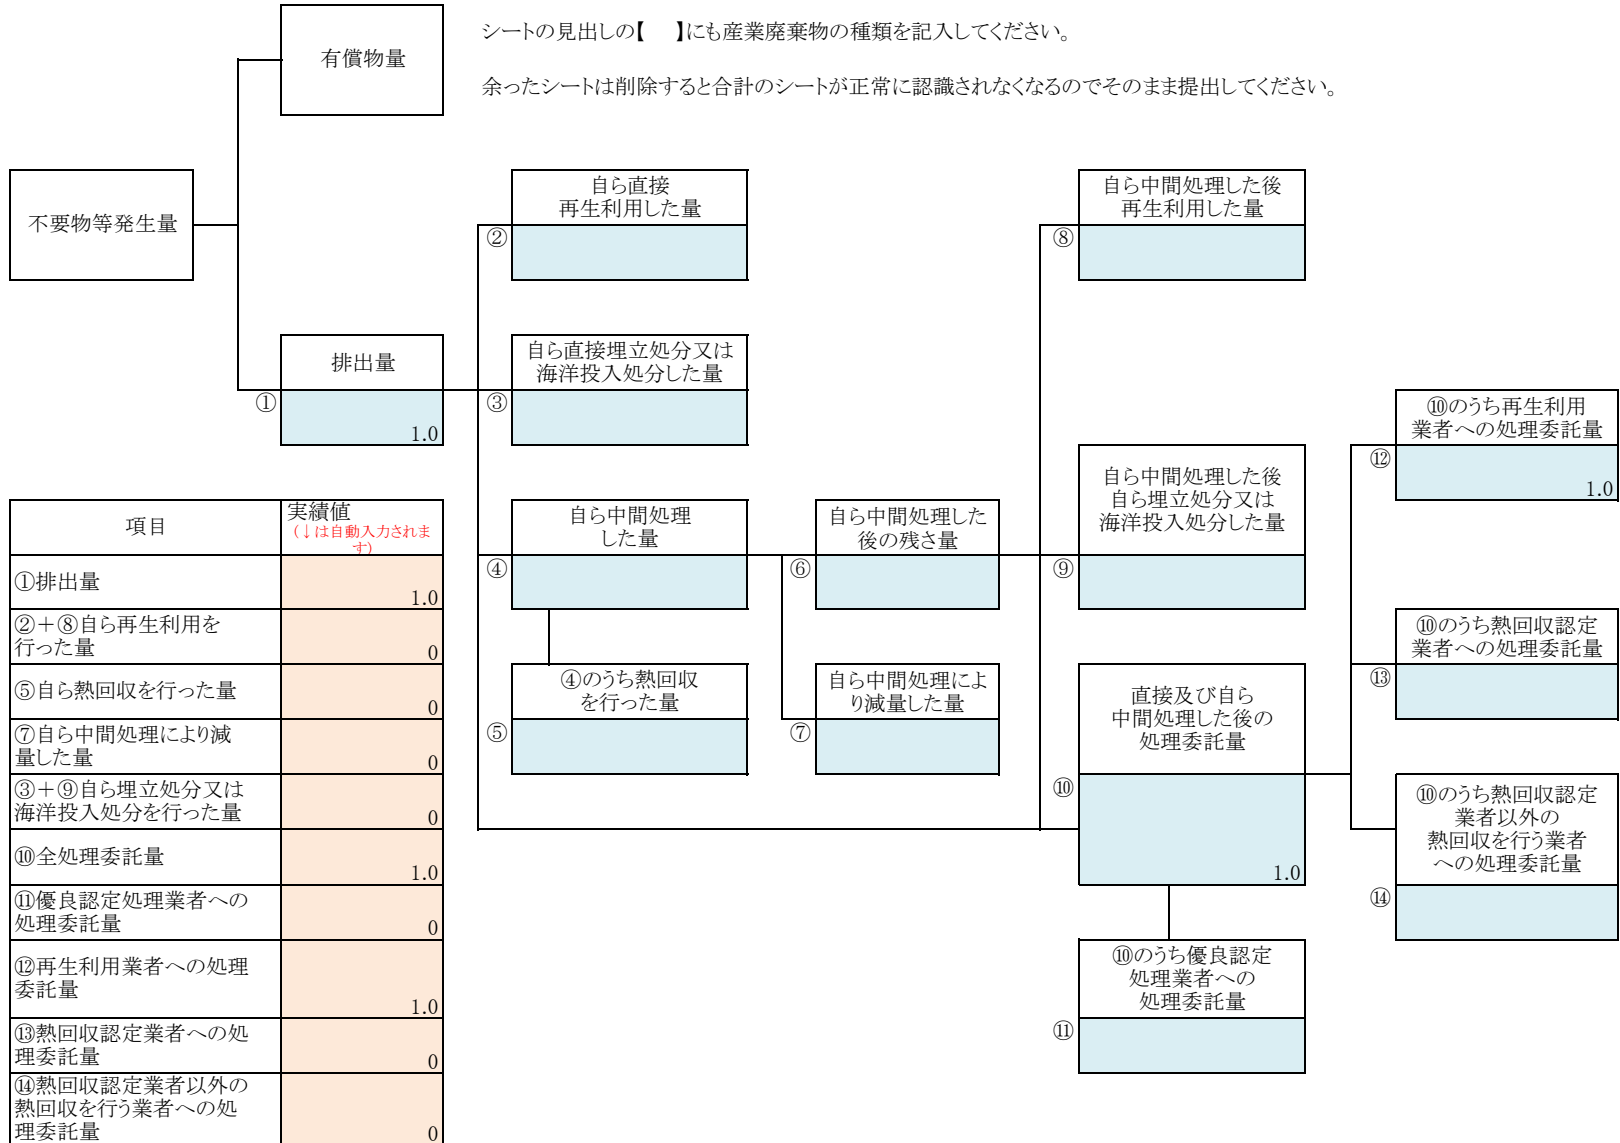 有償物量
シートの見出しの【　】にも産業廃棄物の種類を記入してください。
余ったシートは削除すると合計のシートが正常に認識されなくなるのでそのまま提出してください。
不要物等発生量
自ら直接
再生利用した量
②
自ら中間処理した後
再生利用した量
⑧
排出量
①
1.0
自ら直接埋立処分又は
海洋投入処分した量
③
⑩のうち再生利用
業者への処理委託量
⑫
1.0
自ら中間処理
した量
④
自ら中間処理した
後の残さ量
⑥
自ら中間処理した後
自ら埋立処分又は
海洋投入処分した量
⑨
④のうち熱回収
を行った量
⑤
自ら中間処理によ
り減量した量
⑦
直接及び自ら
中間処理した後の
処理委託量
⑩
1.0
⑩のうち熱回収認定
業者への処理委託量
⑬
⑩のうち熱回収認定
業者以外の
熱回収を行う業者
への処理委託量
⑭
⑩のうち優良認定
処理業者への
処理委託量
⑪
項目
実績値
(↓は自動入力されま
す)
①排出量
1.0
②＋⑧自ら再生利用を
行った量
0
⑤自ら熱回収を行った量
0
⑦自ら中間処理により減
量した量
0
③＋⑨自ら埋立処分又は
海洋投入処分を行った量
0
⑩全処理委託量
1.0
⑪優良認定処理業者への
処理委託量
0
⑫再生利用業者への処理
委託量
1.0
⑬熱回収認定業者への処
理委託量
0
⑭熱回収認定業者以外の
熱回収を行う業者への処
理委託量
0